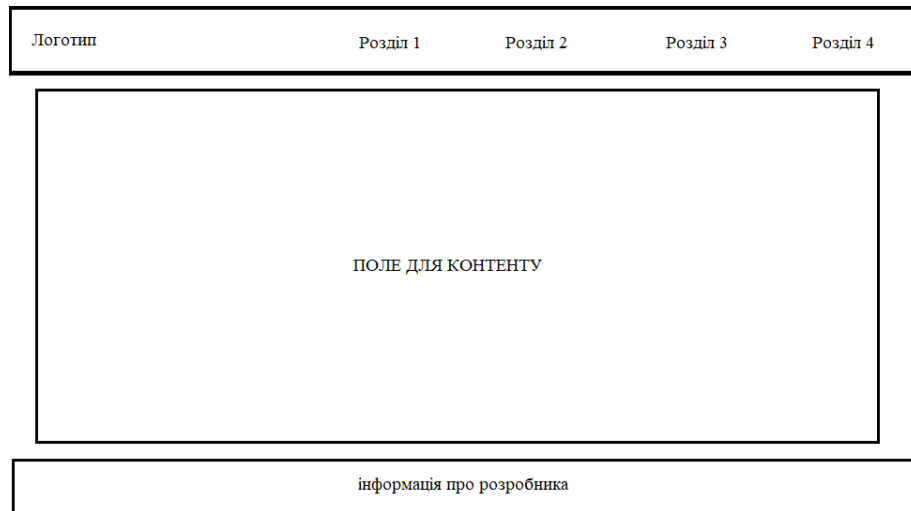 Логотип
Розділ 1
Розділ 2
Розділ 3
Розділ 4
ПОЛЕ ДЛЯ КОНТЕНТУ
інформація про розробника